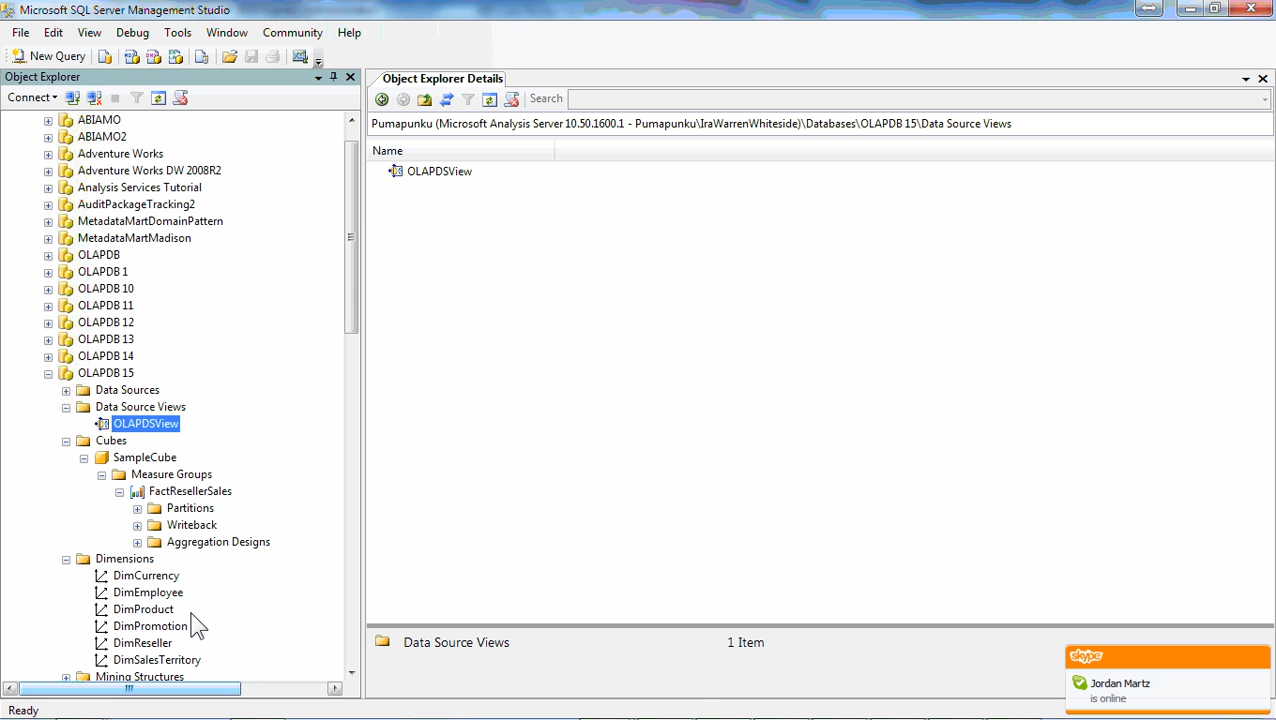 Microsoft SQL Server Management Studio
File Edit View Debug Tools Window Community Help
New Query
Object Explorer
Connect
ABIAMO
ABIAMO2
Adventure Works
Adventure Works DW 2008R2
Analysis Services Tutorial
AuditPackageTracking2
MetadataMartDomainPattern
MetadataMartMadison
OLAPDB
OLAPDB 1
OLAPDB 10
OLAPDB 11
OLAPDB 12
OLAPDB 13
OLAPDB 14
OLAPDB 15
Data Sources
Data Source Views
OLAPDSView
Cubes
SampleCube
Measure Groups
FactResellerSales
Partitions
Writeback
Aggregation Designs
Dimensions
DimCurrency
DimEmployee
DimProduct
DimPromotion
DimReseller
DimSalesTerritory
Mining Structures
Object Explorer Details
Search
Pumapunku (Microsoft Analysis Server 10.50.1600.1 - Pumapunku\IraWarrenWhiteside)\Databases\OLAPDB 15\Data Source Views
Name
OLAPDSView
Data Source Views 1 Item
skype
Jordan Martz
is online
Ready